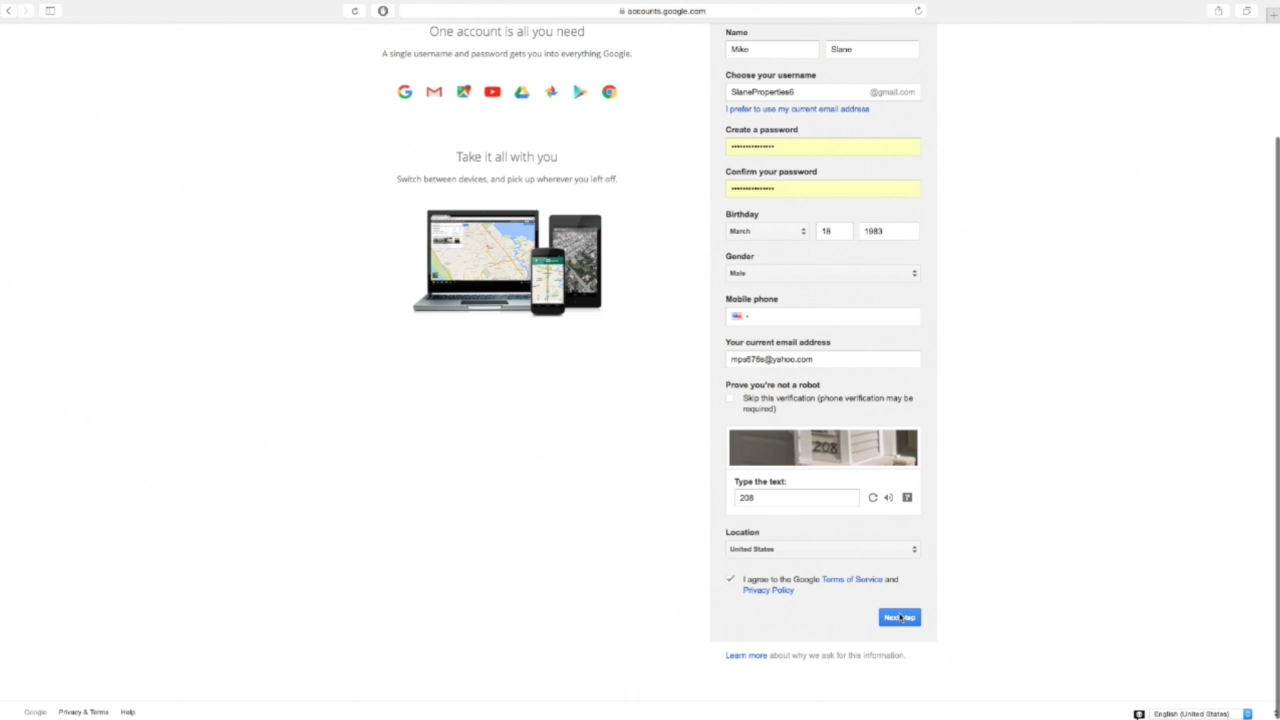 accounts.google.com
One account is all you need
A single username and password gets you into everything Google.
Take it all with you
Switch between devices, and pick up wherever you left off.
Name
Mike
Slane
Choose your username
SlaneProperties6
@gmail.com
I prefer to use my current email address
Create a password
Confirm your password
Birthday
March
18
1983
Gender
Male
Mobile phone
Your current email address
mps676s@yahoo.com
Prove you're not a robot
Skip this verification (phone verification may be
required)
208
Type the text:
208
Location
United States
I agree to the Google Terms of Service and
Privacy Policy
Next step
Learn more about why we ask for this information.
Google Privacy & Terms Help
English (United States)